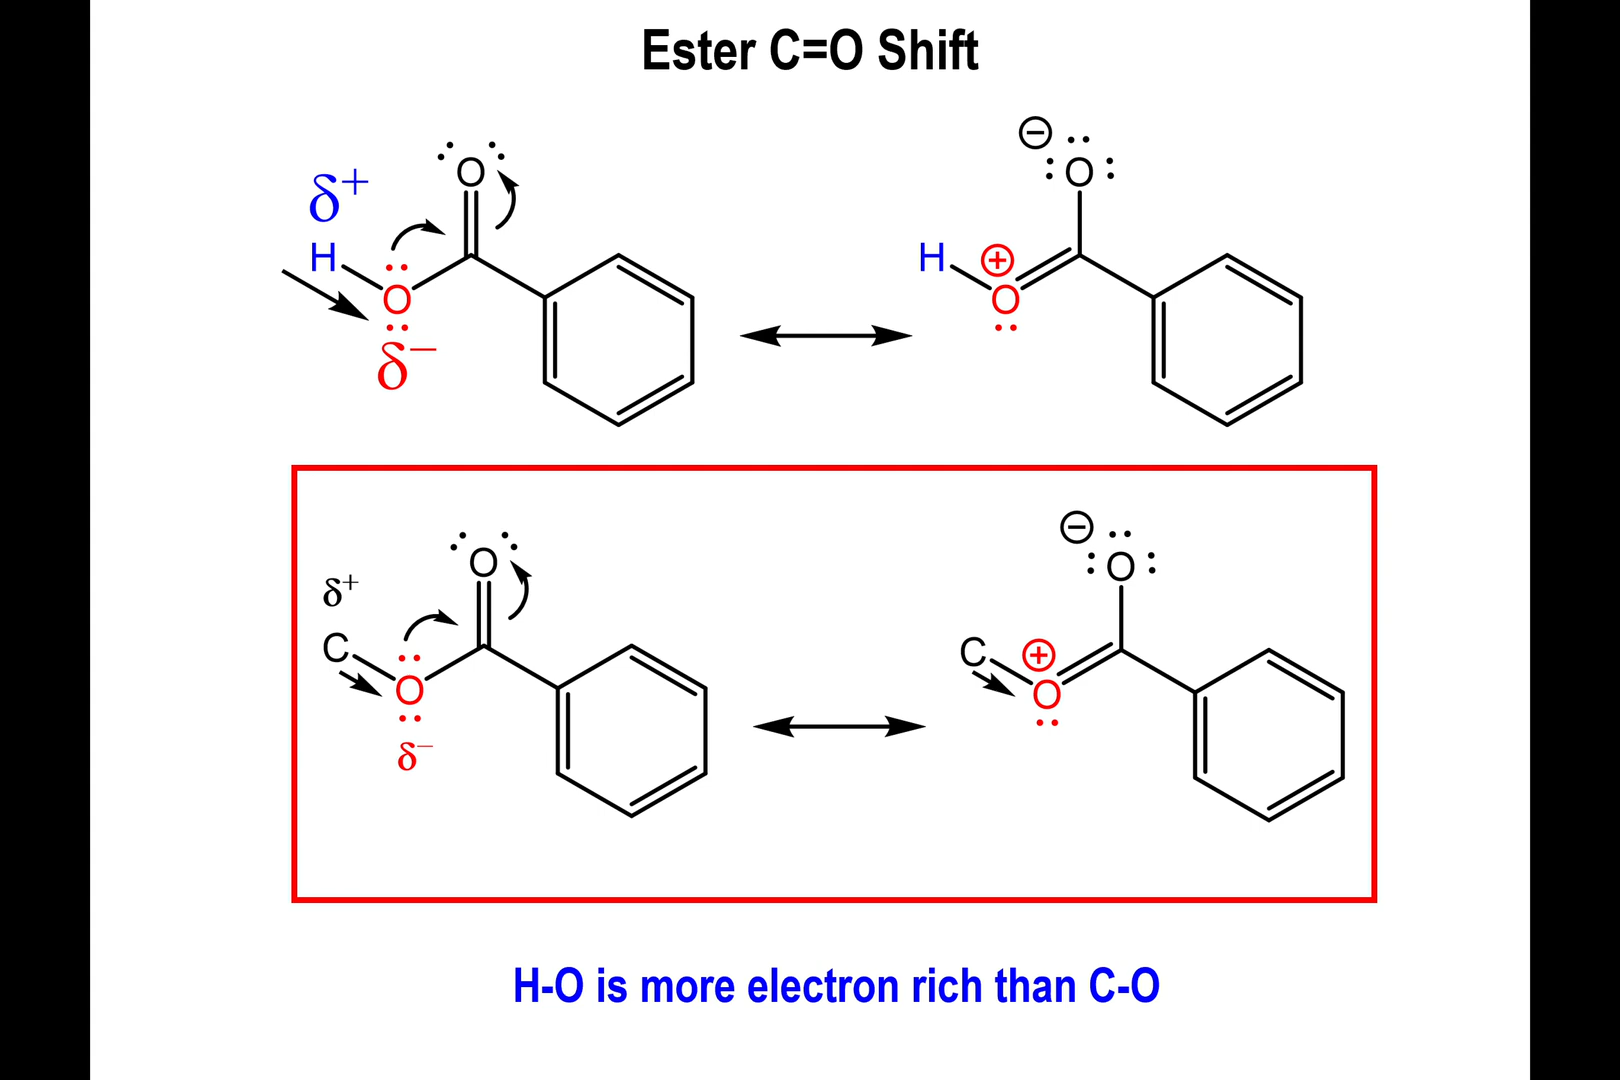 Ester C=O Shift
δ⁺
H
O
O
δ⁻
⊖
O
H
⊕
O
δ⁺
C
O
O
δ⁻
⊖
O
C
⊕
O
H-O is more electron rich than C-O